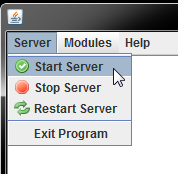 Server Modules Help
Start Server
Stop Server
Restart Server
Exit Program